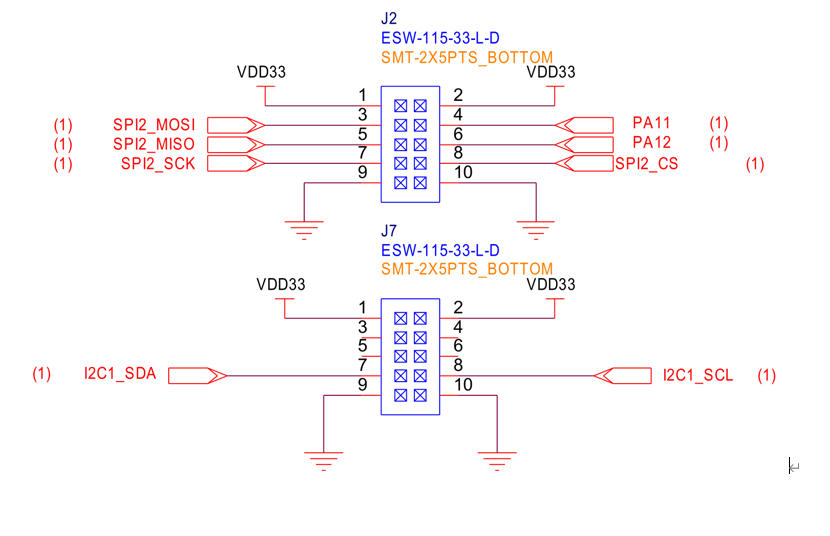 J2
ESW-115-33-L-D
SMT-2X5PTS_BOTTOM
VDD33 VDD33
1 2
(1) SPI2_MOSI 3 4 PA11 (1)
(1) SPI2_MISO 5 6 PA12 (1)
(1) SPI2_SCK 7 8 SPI2_CS (1)
9 10
J7
ESW-115-33-L-D
SMT-2X5PTS_BOTTOM
VDD33 VDD33
1 2
3 4
5 6
(1) I2C1_SDA 7 8 I2C1_SCL (1)
9 10